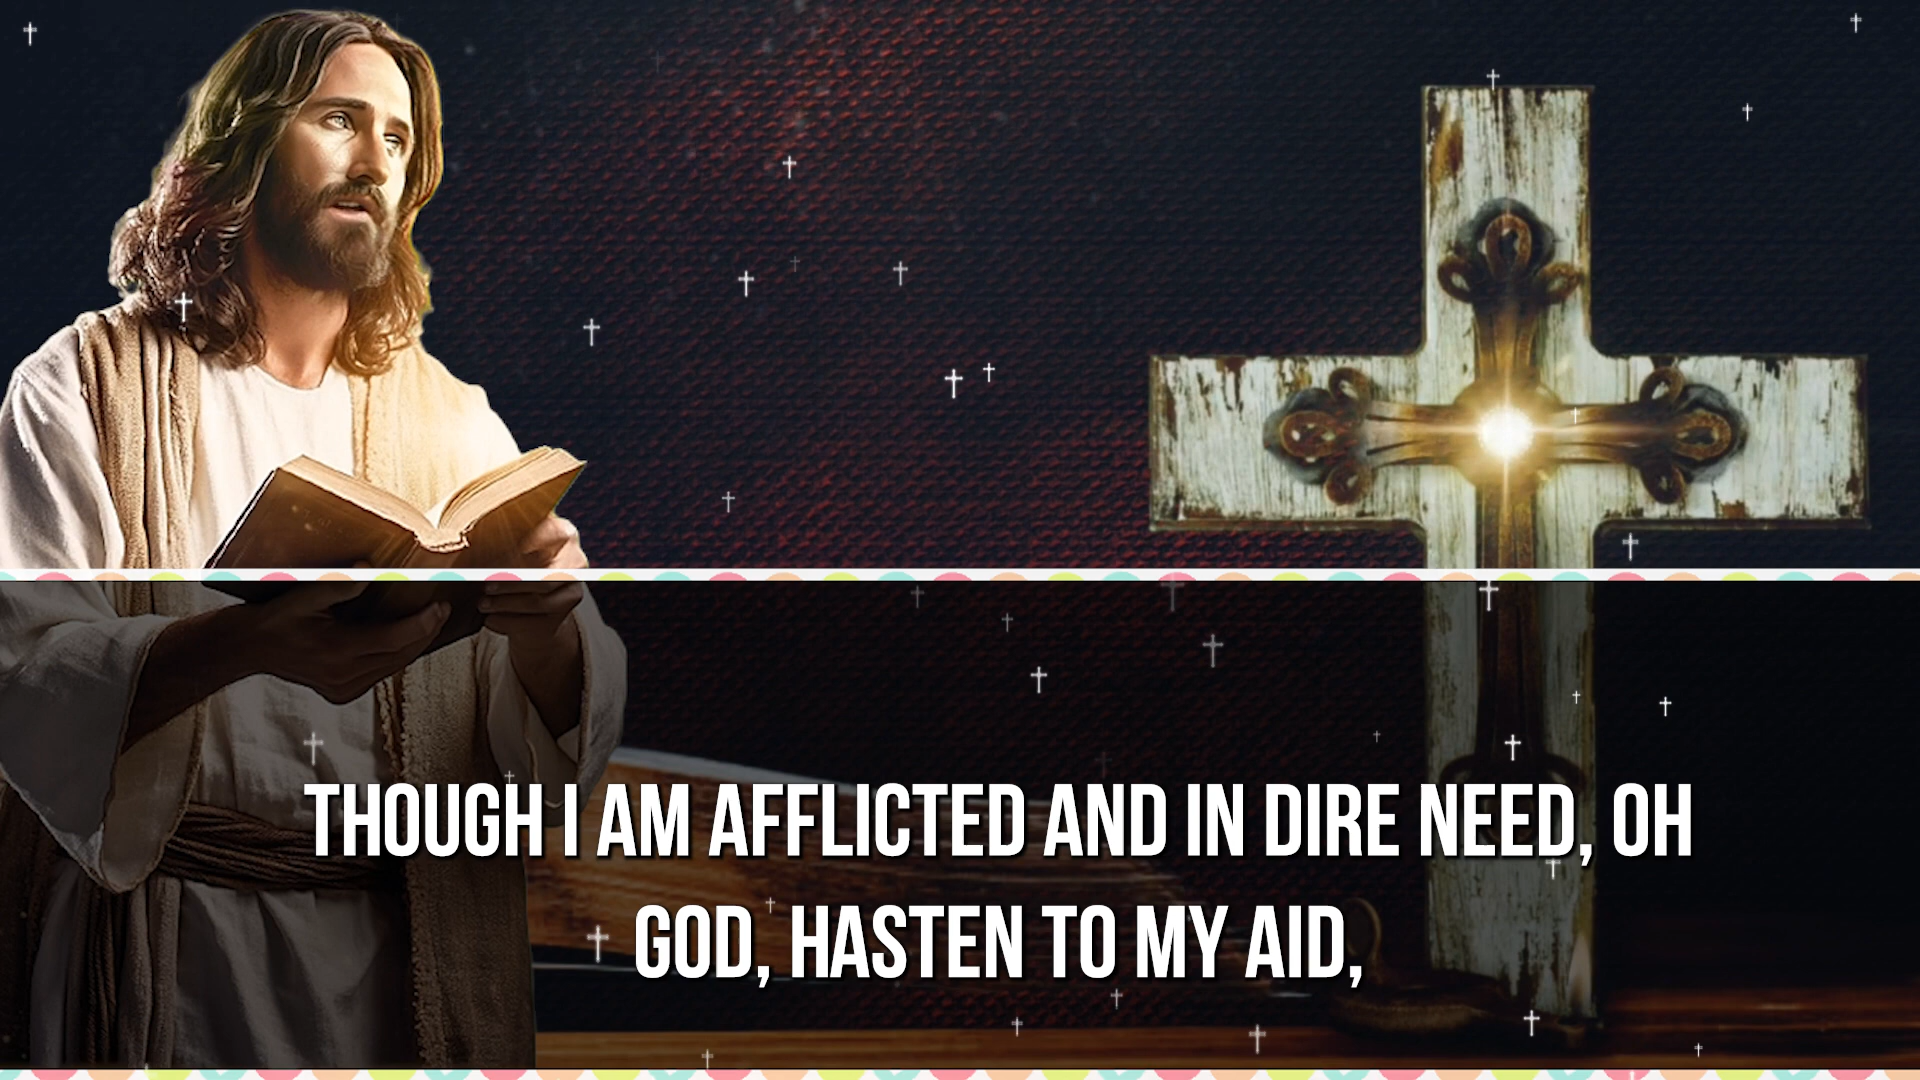 THOUGH I AM AFFLICTED AND IN DIRE NEED, OH
GOD, HASTEN TO MY AID,